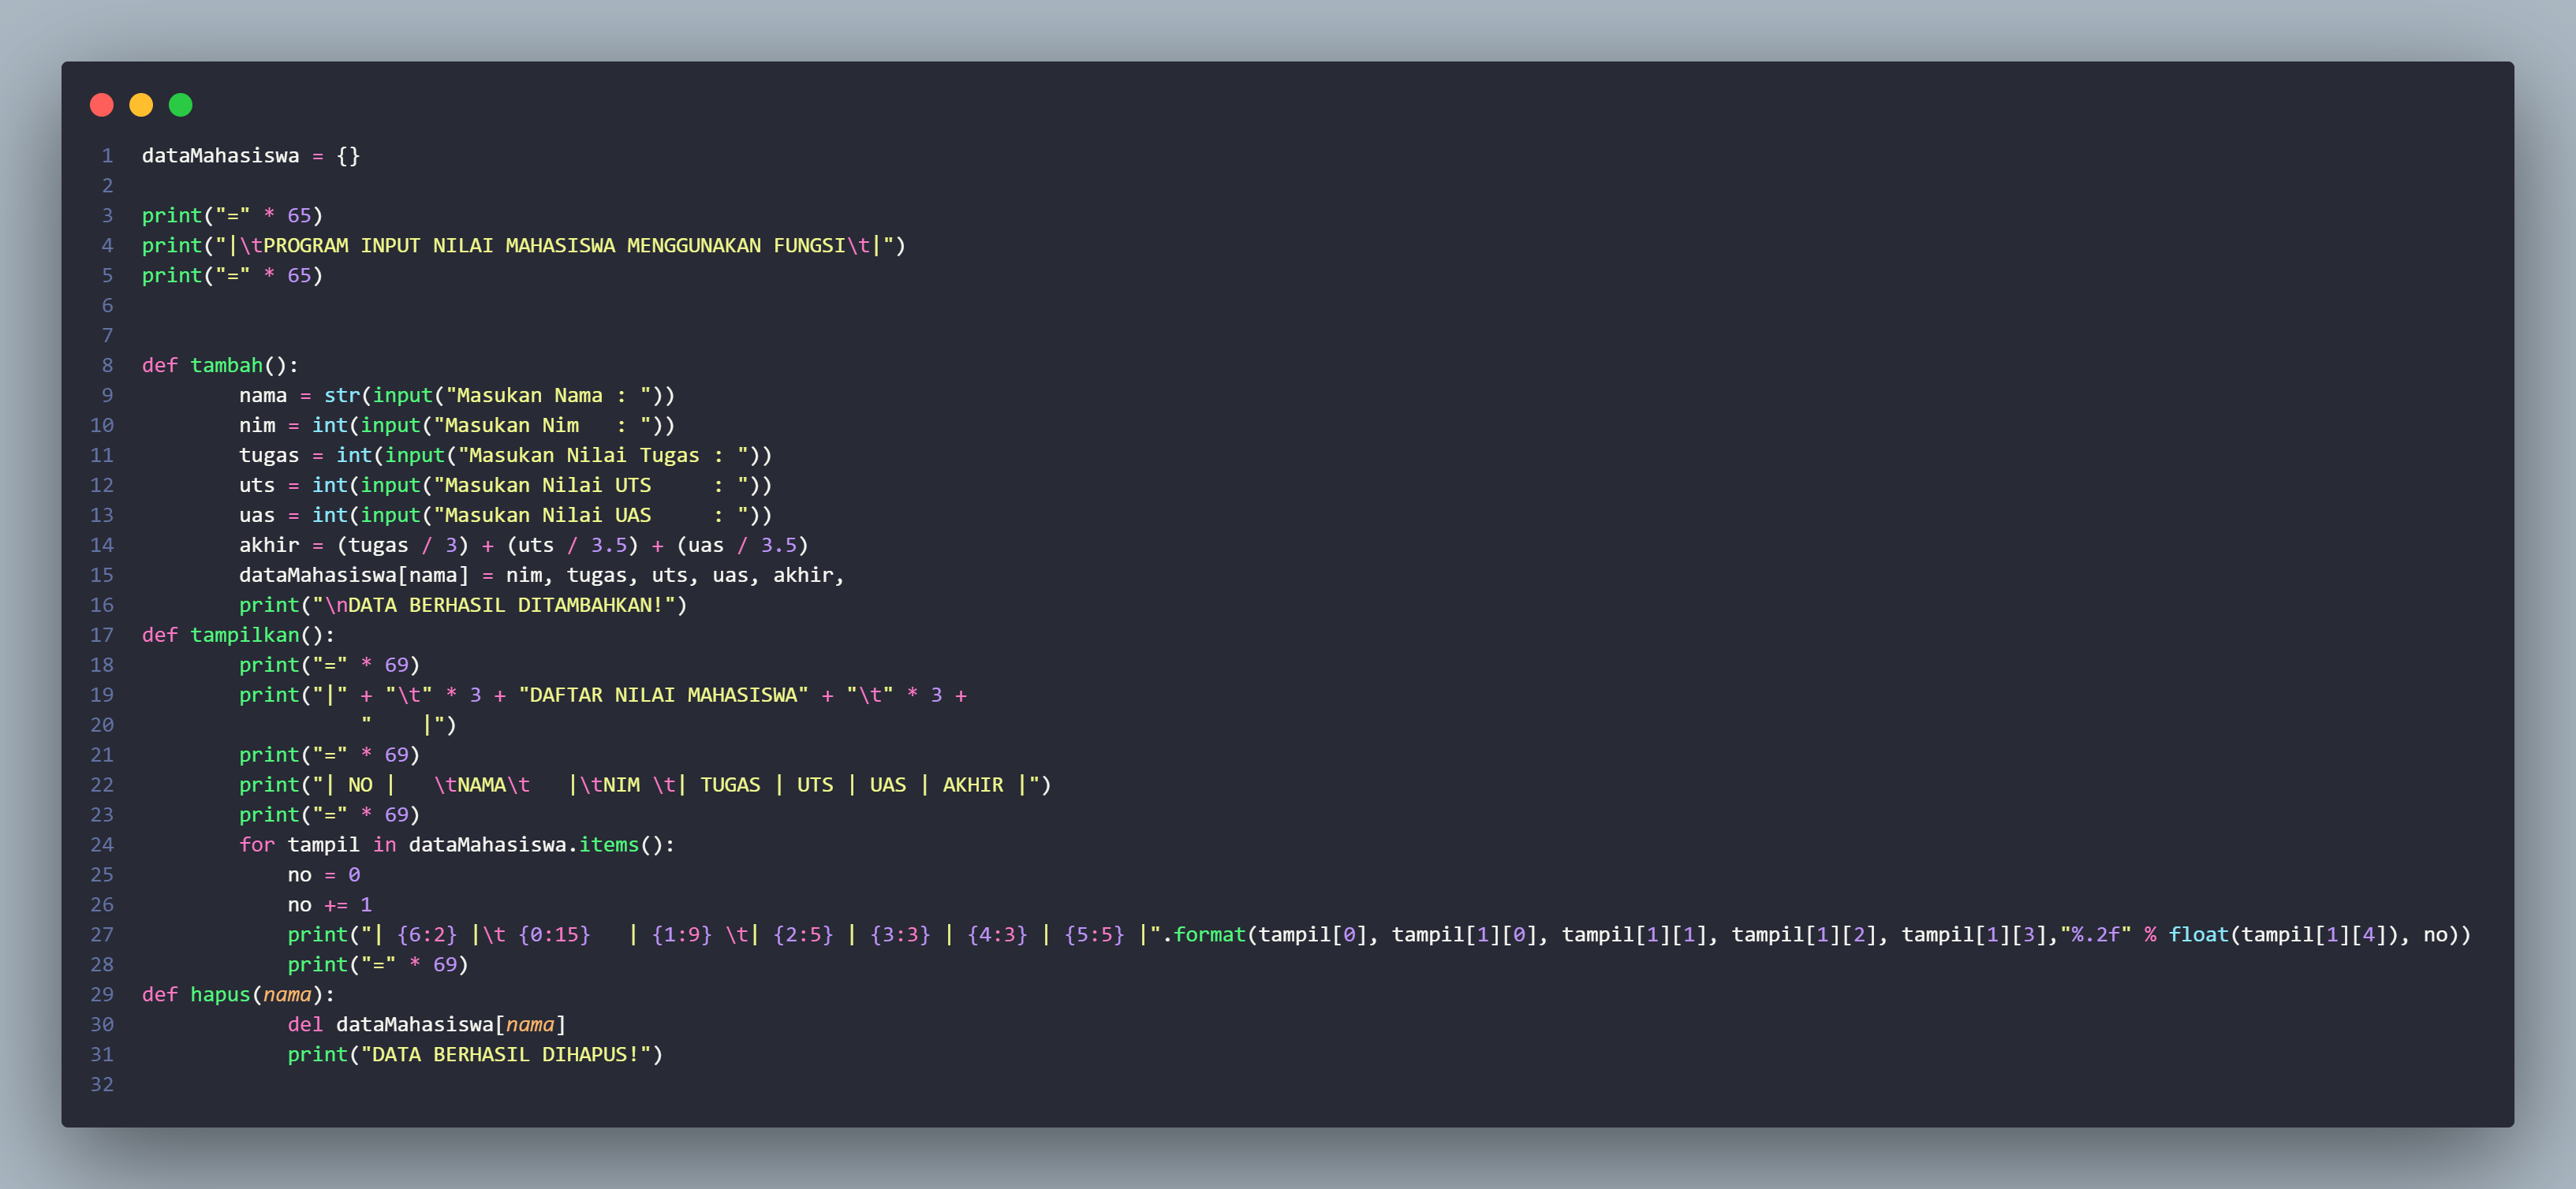 1 dataMahasiswa = {}
2
3 print("=" * 65)
4 print("|\tPROGRAM INPUT NILAI MAHASISWA MENGGUNAKAN FUNGSI\t|")
5 print("=" * 65)
6
7
8 def tambah():
9         nama = str(input("Masukan Nama : "))
10         nim = int(input("Masukan Nim   : "))
11         tugas = int(input("Masukan Nilai Tugas : "))
12         uts = int(input("Masukan Nilai UTS     : "))
13         uas = int(input("Masukan Nilai UAS     : "))
14         akhir = (tugas / 3) + (uts / 3.5) + (uas / 3.5)
15         dataMahasiswa[nama] = nim, tugas, uts, uas, akhir,
16         print("\nDATA BERHASIL DITAMBAHKAN!")
17 def tampilkan():
18         print("=" * 69)
19         print("|" + "\t" * 3 + "DAFTAR NILAI MAHASISWA" + "\t" * 3 +
20                   "    |")
21         print("=" * 69)
22         print("| NO |   \tNAMA\t   |\tNIM \t| TUGAS | UTS | UAS | AKHIR |")
23         print("=" * 69)
24         for tampil in dataMahasiswa.items():
25             no = 0
26             no += 1
27             print("| {6:2} |\t {0:15}   | {1:9} \t| {2:5} | {3:3} | {4:3} | {5:5} |".format(tampil[0], tampil[1][0], tampil[1][1], tampil[1][2], tampil[1][3],"%.2f" % float(tampil[1][4]), no))
28             print("=" * 69)
29 def hapus(nama):
30             del dataMahasiswa[nama]
31             print("DATA BERHASIL DIHAPUS!")
32